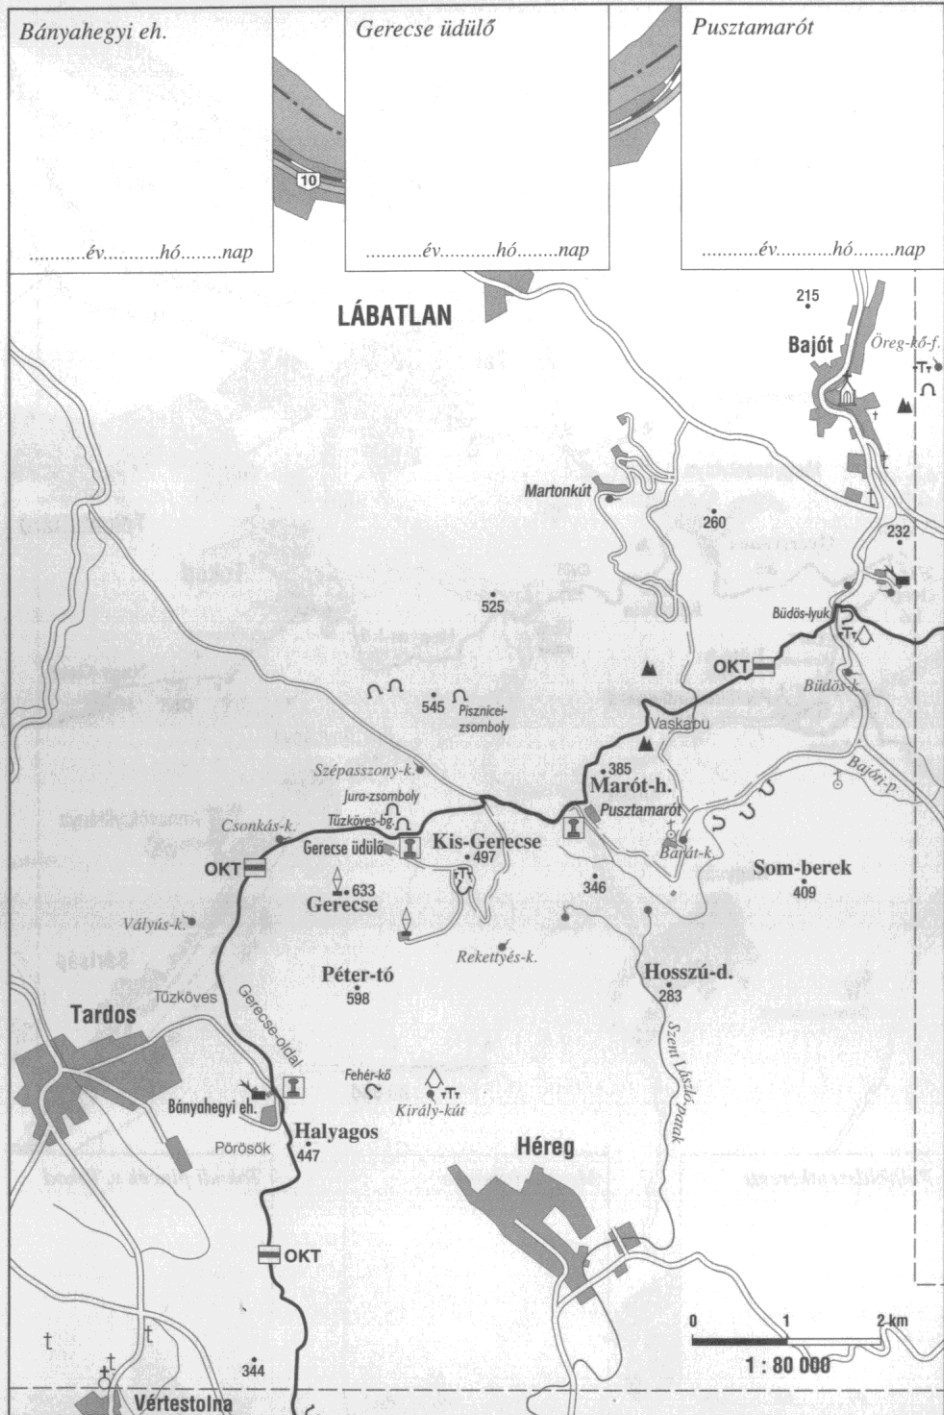 Bányahegyi eh.
Gerecse üdülő
Pusztamarót
10
...........év..........hó........nap
...........év..........hó........nap
...........év..........hó........nap
LÁBATLAN
215
Bajót
Öreg-kő-f.
Martonkút
260
232
525
Büdös-lyuk
OKT
Büdös-k.
545
Pisznicei-
zsomboly
Vaskapu
Szépasszony-k.
385
Marót-h.
Bajóti-p.
Jura-zsomboly
Tűzköves-bg.
Pusztamarót
Csonkás-k.
Gerecse üdülő
Kis-Gerecse
497
Barát-k.
OKT
346
Som-berek
409
633
Gerecse
Vályús-k.
Rekettyés-k.
Péter-tó
598
Hosszú-d.
283
Tűzköves
Gerecse-oldal
Tardos
Szent László-patak
Fehér-kő
Bányahegyi eh.
Király-kút
Halyagos
447
Pörösök
Héreg
OKT
0 1 2 km
1 : 80 000
344
Vértestolna